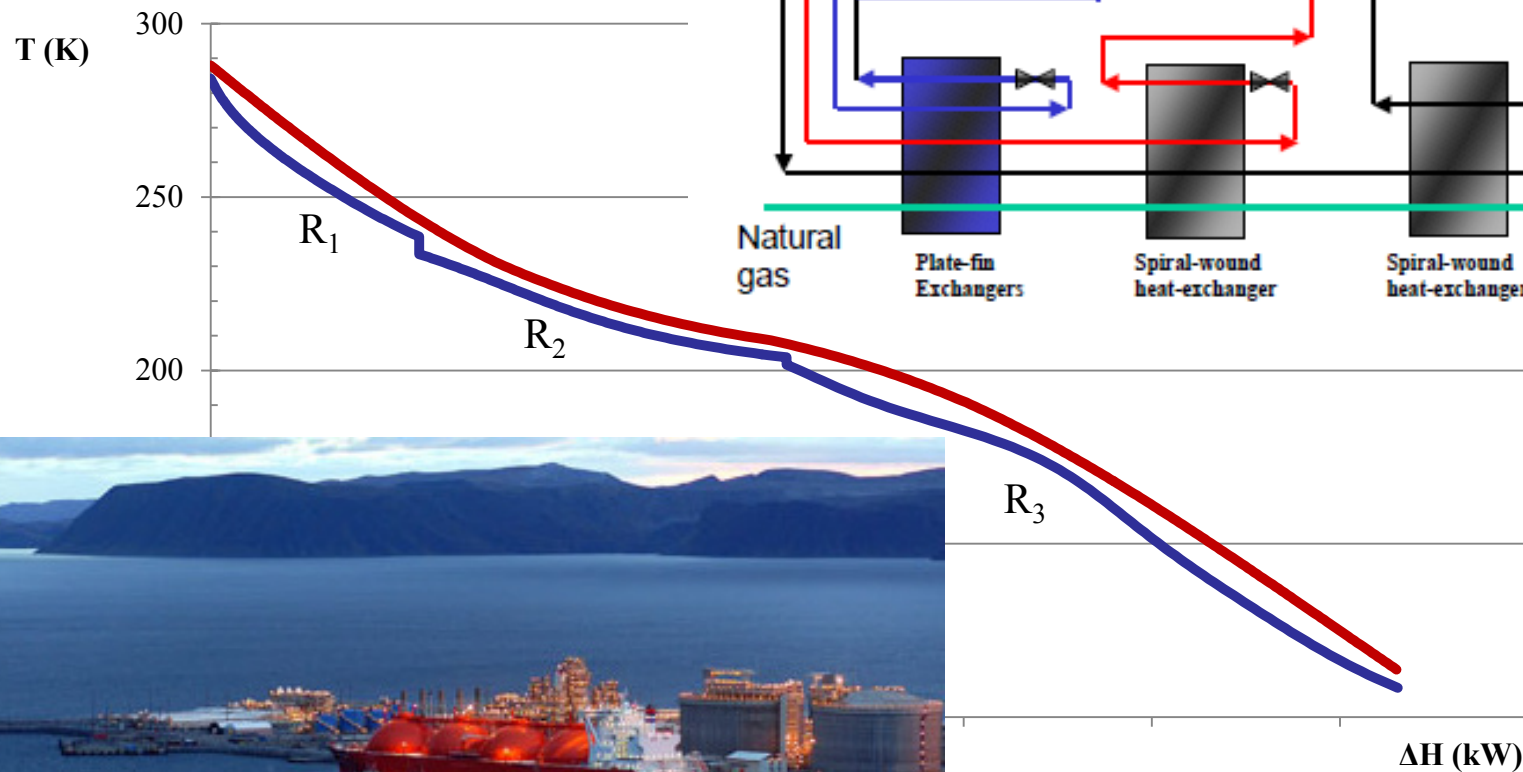 300
T (K)
250
200
R1
R2
R3
Natural
gas
Plate-fin
Exchangers
Spiral-wound
heat-exchanger
Spiral-wound
heat-exchanger
ΔH (kW)